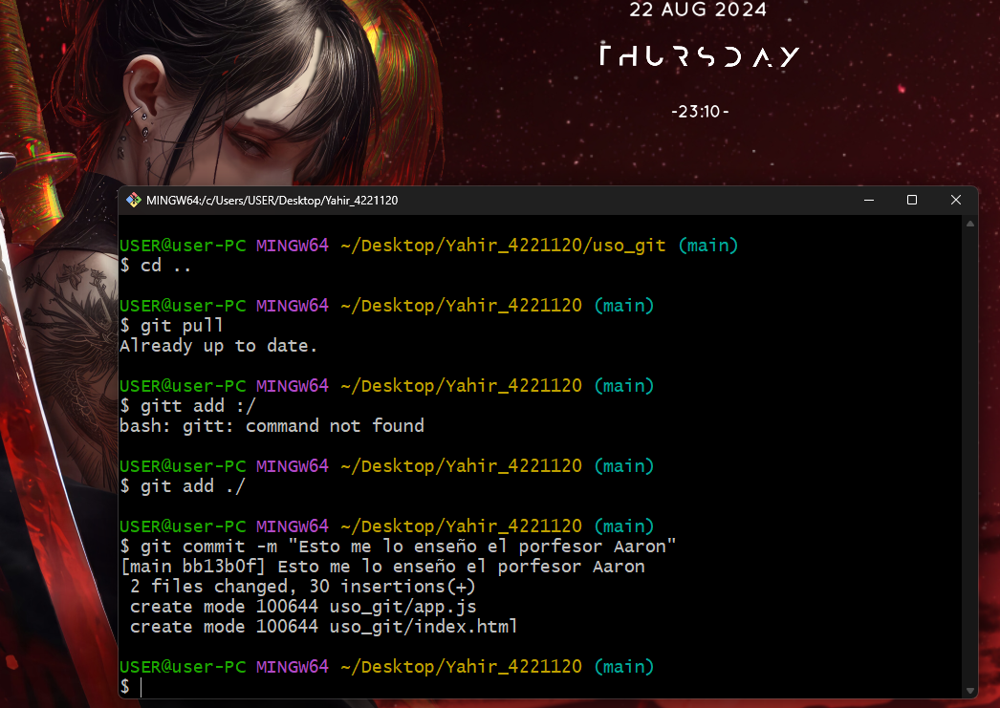 22 AUG 2024
THURSDAY
-23:10-
MINGW64:/c/Users/USER/Desktop/Yahir_4221120
USER@user-PC MINGW64 ~/Desktop/Yahir_4221120/uso_git (main)
$ cd ..
USER@user-PC MINGW64 ~/Desktop/Yahir_4221120 (main)
$ git pull
Already up to date.
USER@user-PC MINGW64 ~/Desktop/Yahir_4221120 (main)
$ gitt add :/
bash: gitt: command not found
USER@user-PC MINGW64 ~/Desktop/Yahir_4221120 (main)
$ git add ./
USER@user-PC MINGW64 ~/Desktop/Yahir_4221120 (main)
$ git commit -m "Esto me lo enseño el porfesor Aaron"
[main bb13b0f] Esto me lo enseño el porfesor Aaron
 2 files changed, 30 insertions(+)
 create mode 100644 uso_git/app.js
 create mode 100644 uso_git/index.html
USER@user-PC MINGW64 ~/Desktop/Yahir_4221120 (main)
$